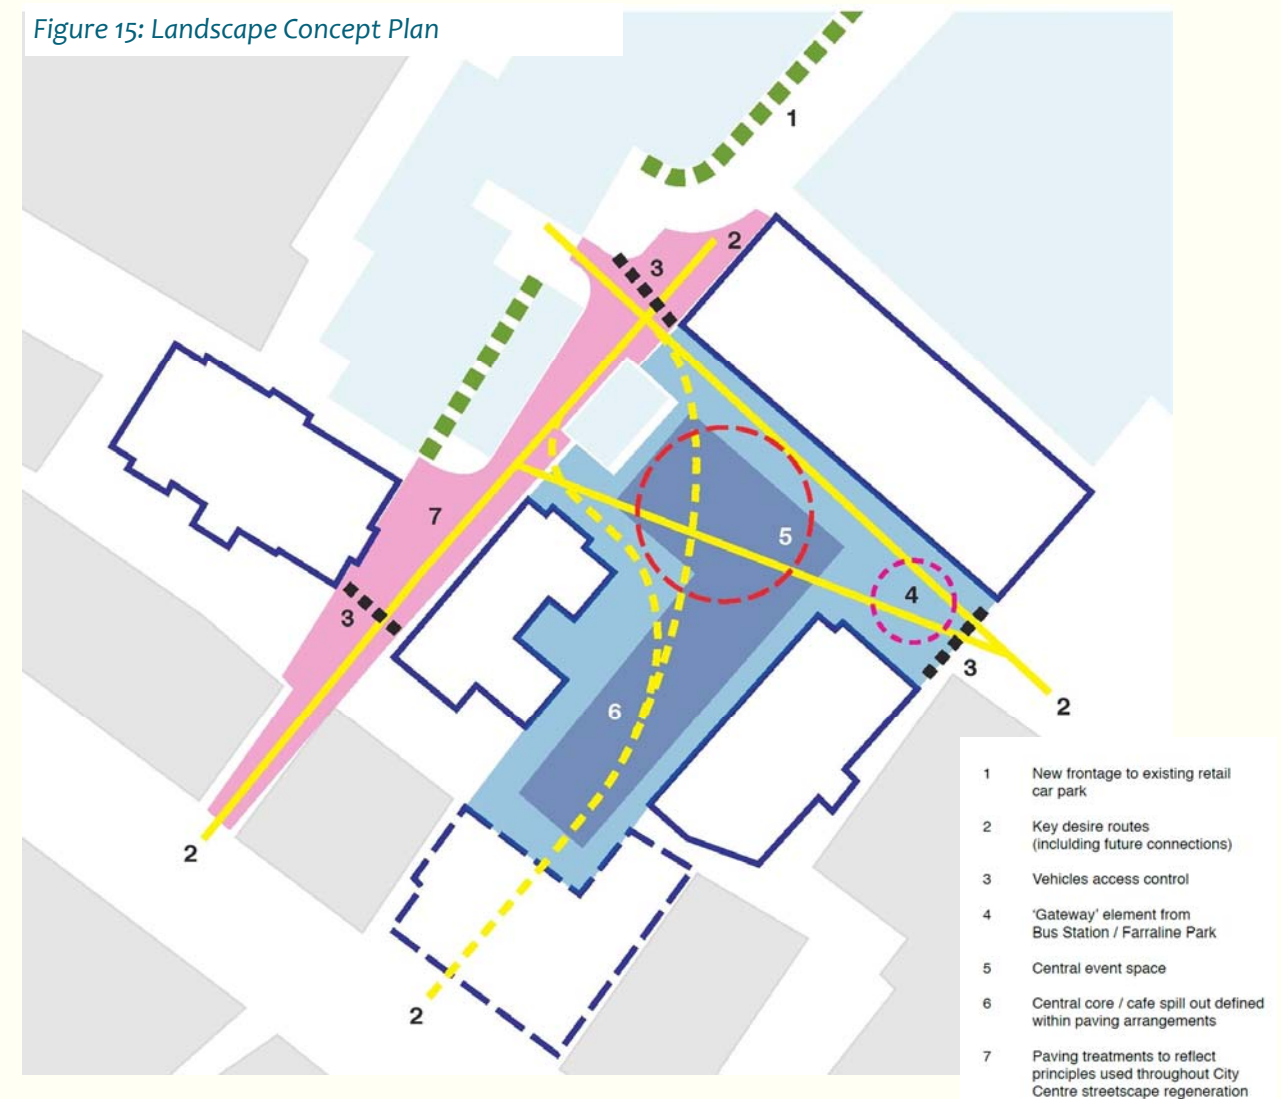 Figure 15: Landscape Concept Plan
1
2
3
7
3
5
4
3
6
2
2
2
1 New frontage to existing retail
car park
2 Key desire routes
(inclulding future connections)
3 Vehicles access control
4 'Gateway' element from
Bus Station / Farraline Park
5 Central event space
6 Central core / cafe spill out defined
within paving arrangements
7 Paving treatments to reflect
principles used throughout City
Centre streetscape regeneration